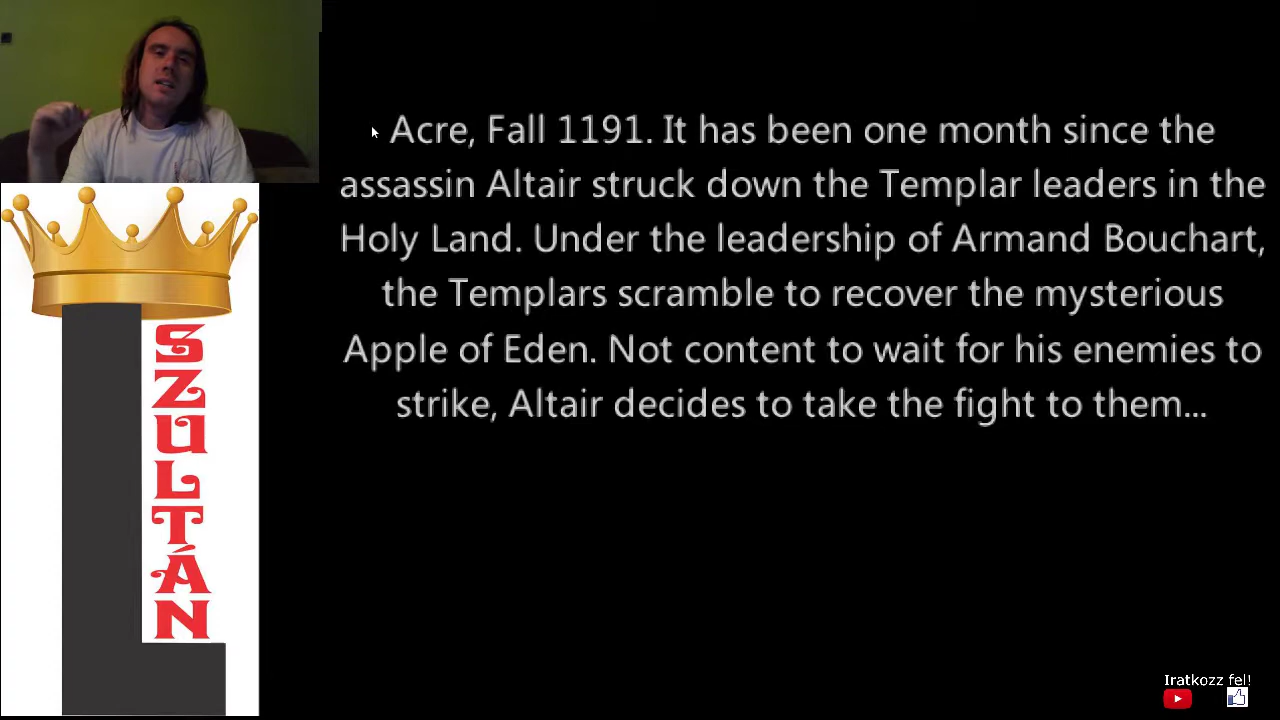 Acre, Fall 1191. It has been one month since the
assassin Altair struck down the Templar leaders in the
Holy Land. Under the leadership of Armand Bouchart,
the Templars scramble to recover the mysterious
Apple of Eden. Not content to wait for his enemies to
strike, Altair decides to take the fight to them...
L
SZULTÁN
Iratkozz fel!